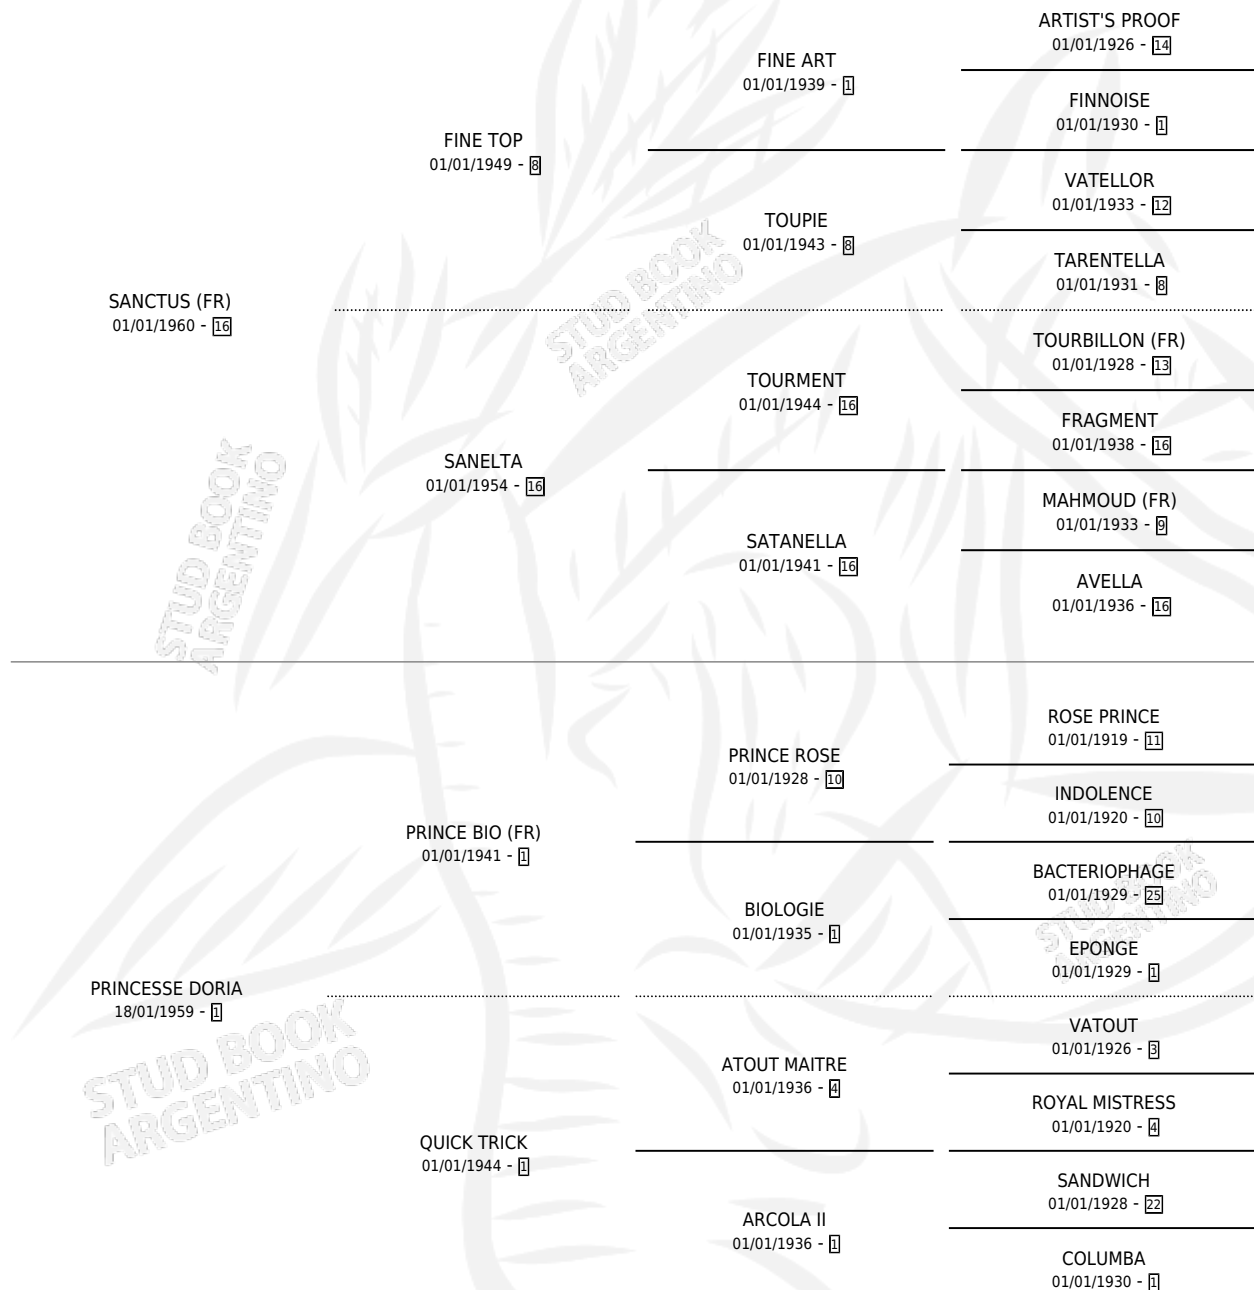 ARTIST'S PROOF
01/01/1926 - 14
FINE ART
01/01/1939 - 1
FINNOISE
01/01/1930 - 1
FINE TOP
01/01/1949 - 8
VATELLOR
01/01/1933 - 12
TOUPIE
01/01/1943 - 8
TARENTELLA
01/01/1931 - 8
SANCTUS (FR)
01/01/1960 - 16
STUD BOOK
ARGENTINO
TOURBILLON (FR)
01/01/1928 - 13
TOURMENT
01/01/1944 - 16
FRAGMENT
01/01/1938 - 16
SANELTA
01/01/1954 - 16
MAHMOUD (FR)
01/01/1933 - 9
SATANELLA
01/01/1941 - 16
AVELLA
01/01/1936 - 16
STUD BOOK
ARGENTINO
ROSE PRINCE
01/01/1919 - 11
PRINCE ROSE
01/01/1928 - 10
INDOLENCE
01/01/1920 - 10
PRINCE BIO (FR)
01/01/1941 - 1
BACTERIOPHAGE
01/01/1929 - 25
STUD BOOK
ARGENTINO
BIOLOGIE
01/01/1935 - 1
EPONGE
01/01/1929 - 1
PRINCESSE DORIA
18/01/1959 - 1
STUD BOOK
ARGENTINO
VATOUT
01/01/1926 - 3
ATOUT MAITRE
01/01/1936 - 4
ROYAL MISTRESS
01/01/1920 - 4
QUICK TRICK
01/01/1944 - 1
SANDWICH
01/01/1928 - 22
ARCOLA II
01/01/1936 - 1
COLUMBA
01/01/1930 - 1